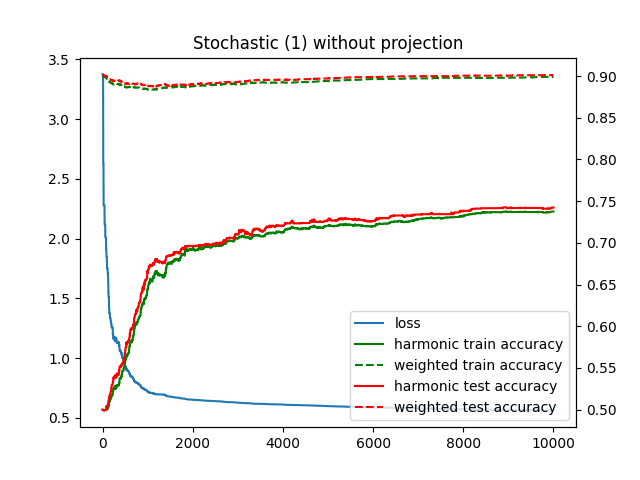 Stochastic (1) without projection
3.5
3.0
2.5
2.0
1.5
1.0
0.5
0.90
0.85
0.80
0.75
0.70
0.65
0.60
0.55
0.50
loss
harmonic train accuracy
weighted train accuracy
harmonic test accuracy
weighted test accuracy
0 2000 4000 6000 8000 10000